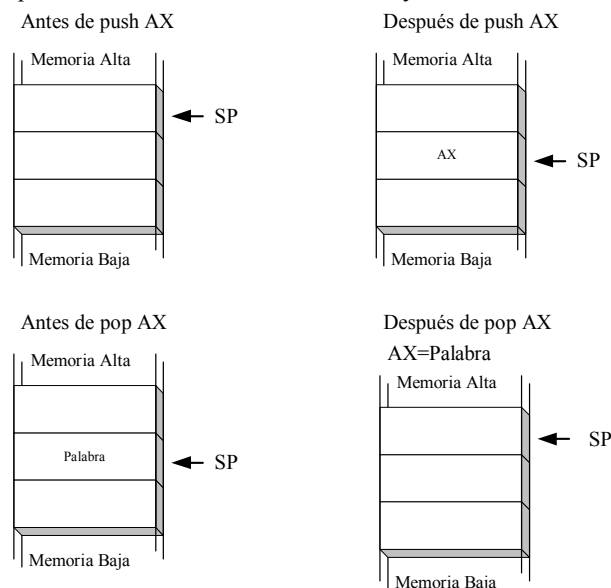 Antes de push AX
Después de push AX
Memoria Alta
SP
Memoria Baja
Memoria Alta
AX
SP
Memoria Baja
Antes de pop AX
Después de pop AX
AX=Palabra
Memoria Alta
Palabra
SP
Memoria Baja
Memoria Alta
SP
Memoria Baja